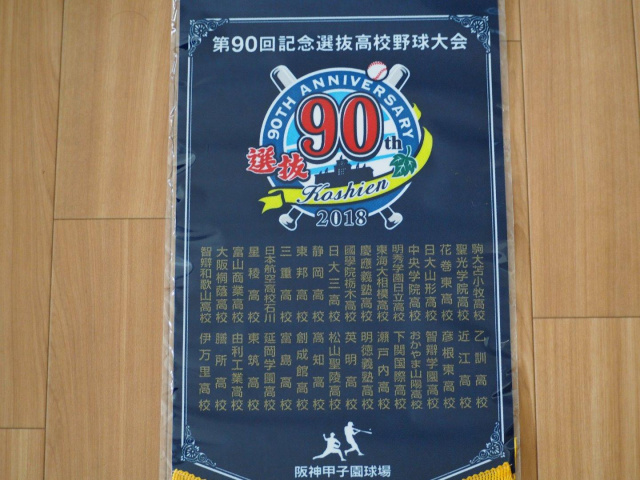 第90回記念選抜高校野球大会
90TH ANNIVERSARY
90th
選抜
Koshien
2018
駒大苫小牧高校
聖光学院高校
花巻東高校
日大山形高校
中央学院高校
明秀学園日立高校
東海大相模高校
慶應義塾高校
國學院栃木高校
日大三高校
静岡高校
東邦高校
三重高校
日本航空高校石川
星稜高校
富山商業高校
大阪桐蔭高校
智辯和歌山高校
乙訓高校
近江高校
彦根東高校
智辯学園高校
おかやま山陽高校
下関国際高校
瀬戸内高校
明徳義塾高校
英明高校
松山聖陵高校
高知高校
創成館高校
富島高校
延岡学園高校
東筑高校
由利工業高校
膳所高校
伊万里高校
阪神甲子園球場